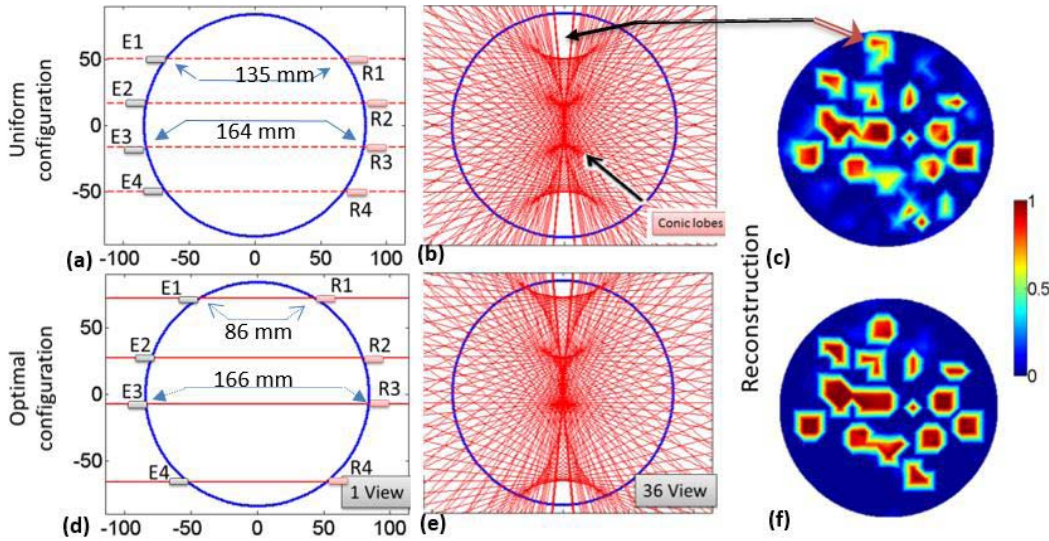 Uniform
configuration
50
0
-50
E1
E2
E3
E4
135 mm
164 mm
R1
R2
R3
R4
(a)
-100 -50 0 50 100
(b)
Conic lobes
(c)
Optimal
configuration
50
0
-50
E1
E2
E3
E4
86 mm
166 mm
R1
R2
R3
R4
1 View
(d)
-100 -50 0 50 100
(e)
36 View
Reconstruction
1
0.5
0
(f)